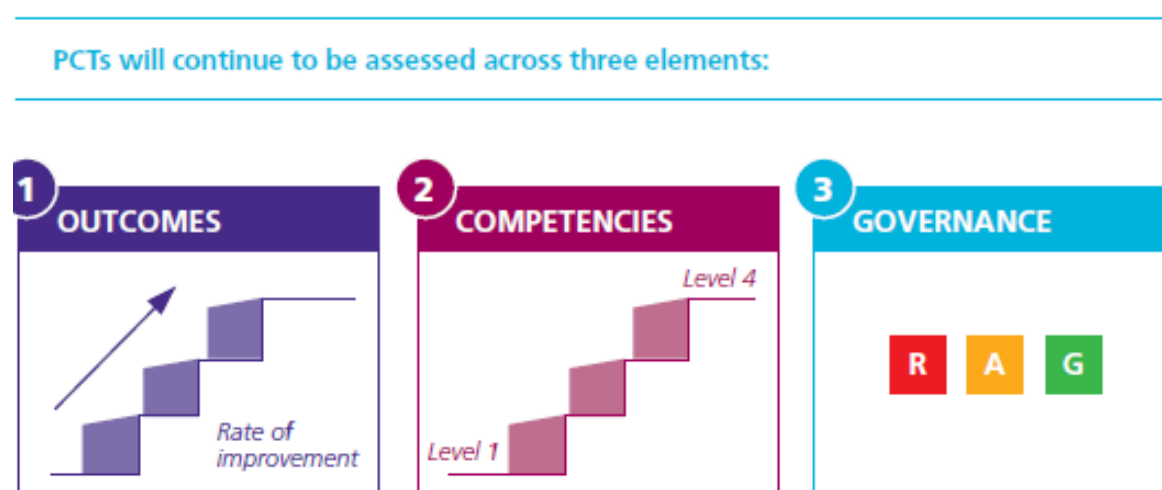 PCTs will continue to be assessed across three elements:
1
OUTCOMES
Rate of
improvement
2
COMPETENCIES
Level 4
Level 1
3
GOVERNANCE
R A G